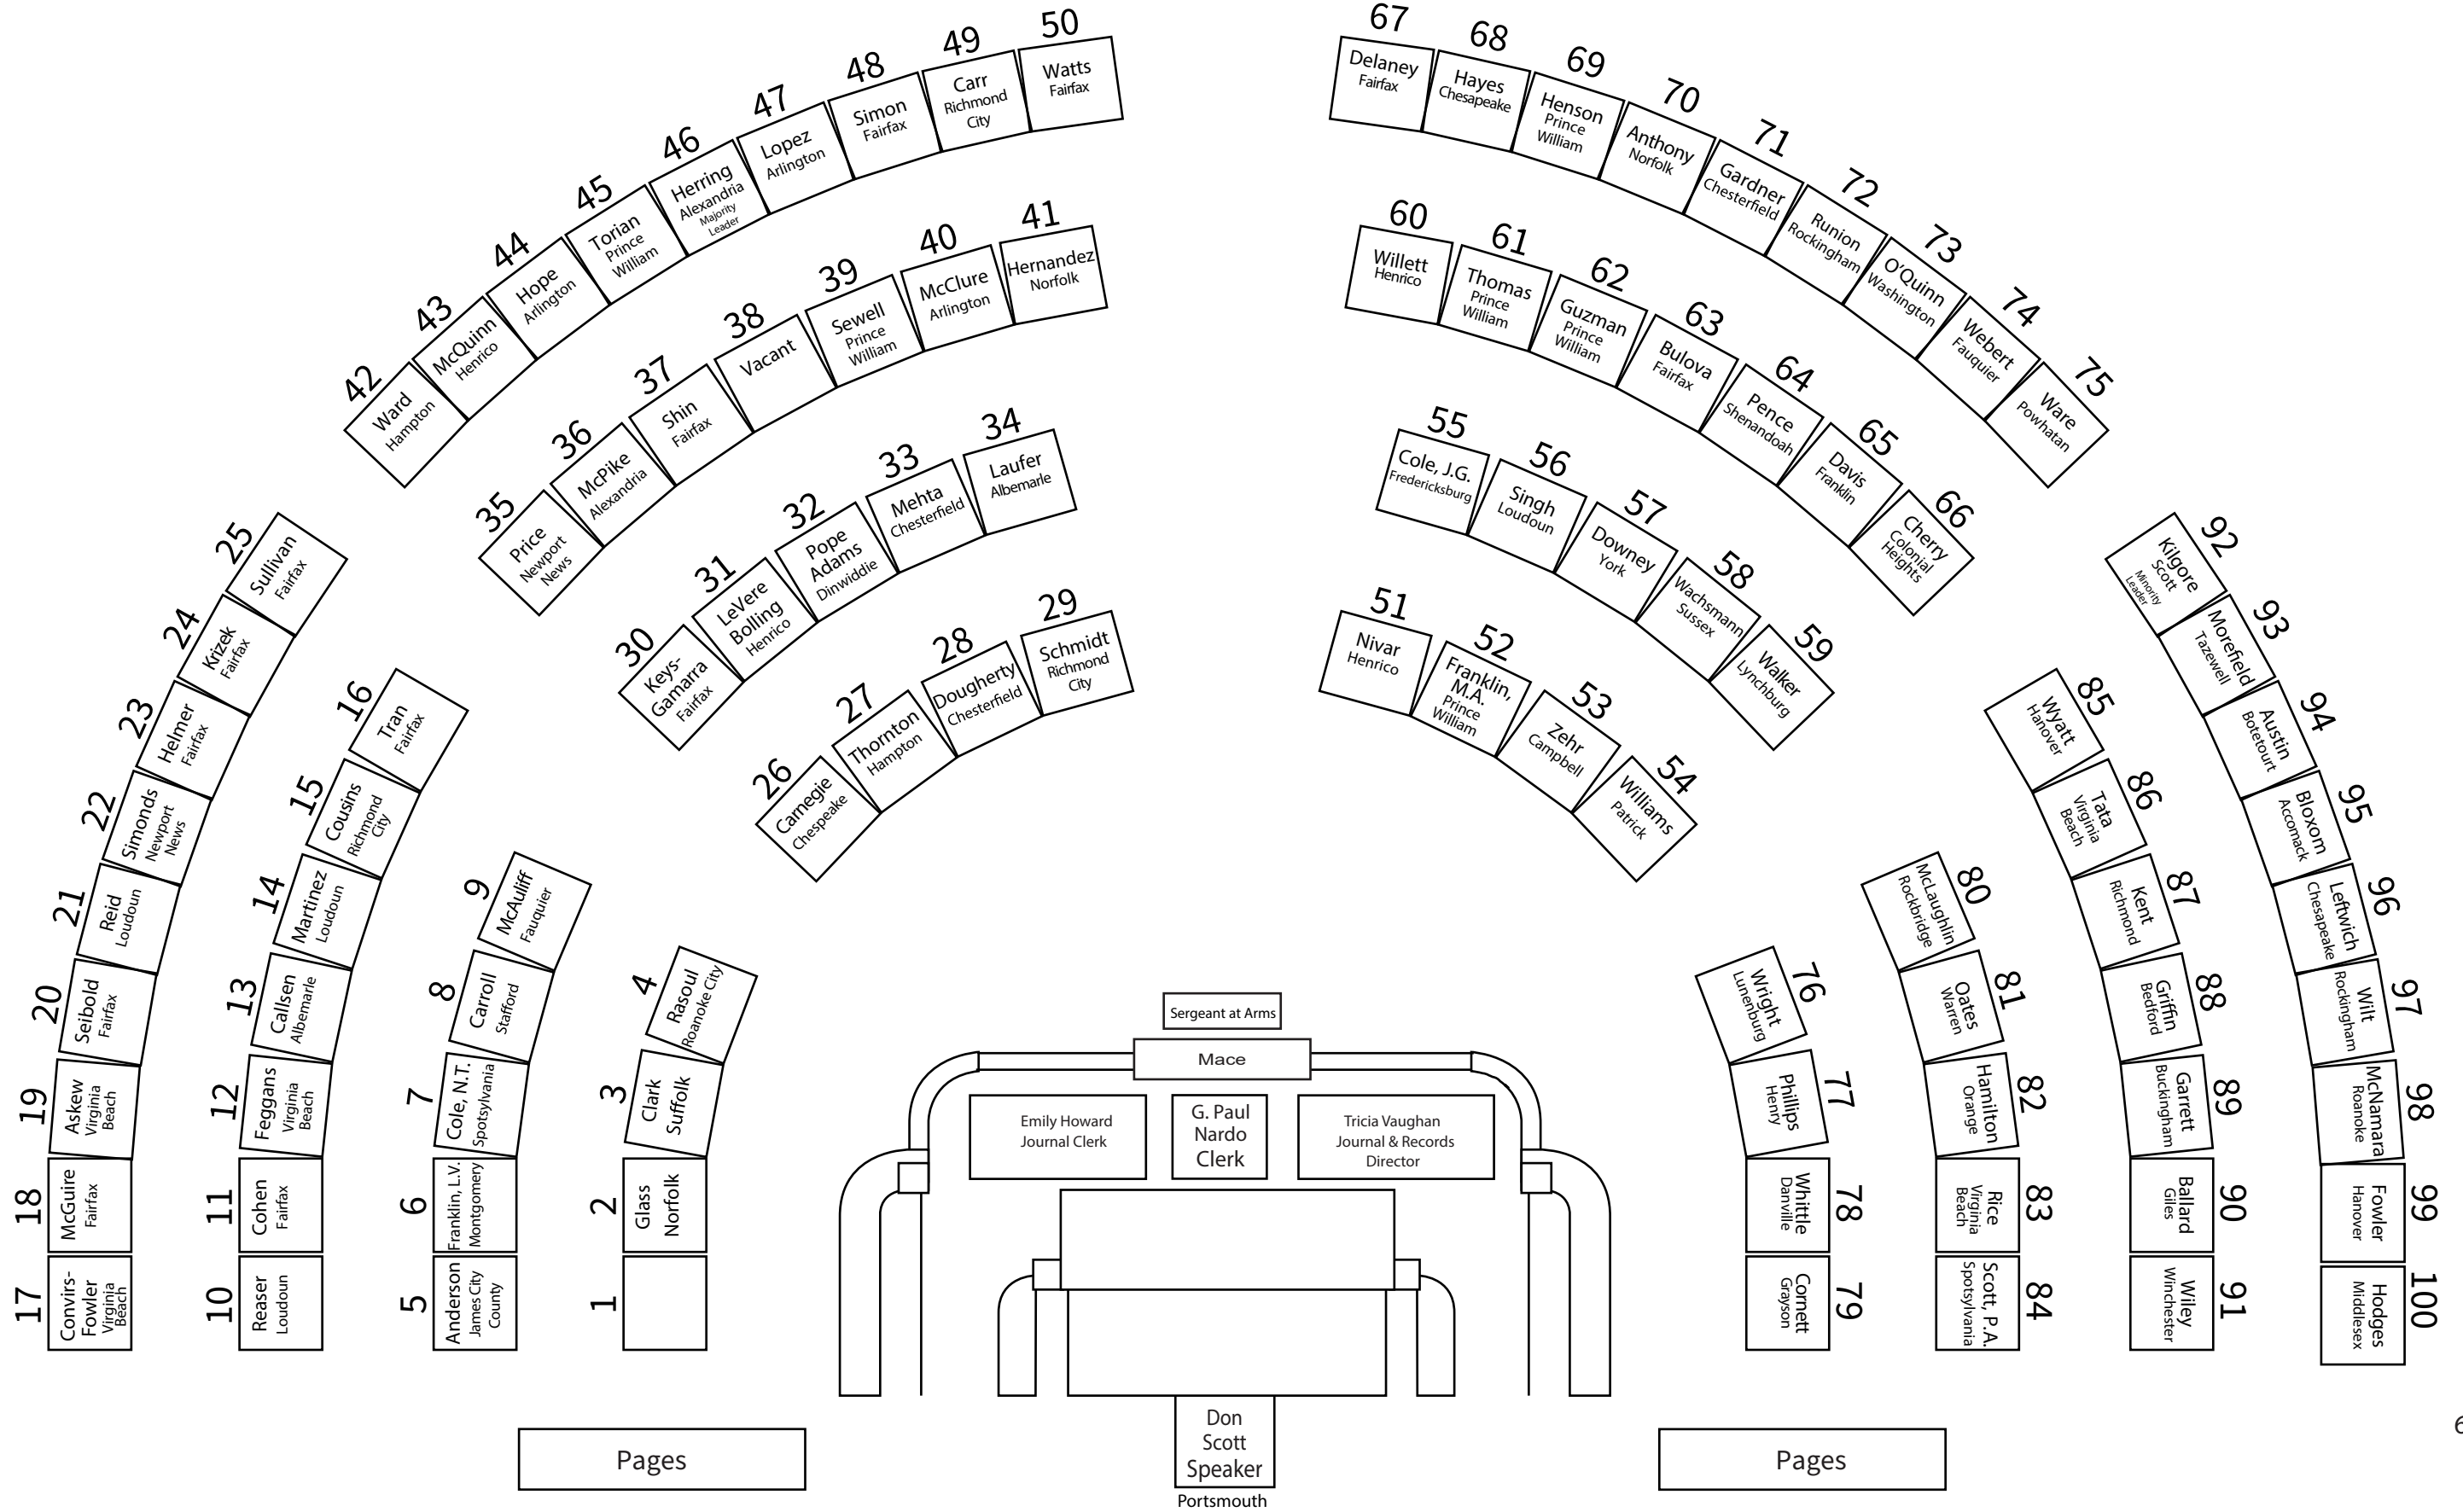 50
Watts
Fairfax
49
Carr
Richmond
City
48
Simon
Fairfax
47
Lopez
Arlington
46
Herring
Alexandria
Majority
Leader
45
Torian
Prince
William
44
Hope
Arlington
43
McQuinn
Henrico
42
Ward
Hampton
67
Delaney
Fairfax
68
Hayes
Chesapeake
69
Henson
Prince
William
70
Anthony
Norfolk
71
Gardner
Chesterfield
72
Runion
Rockingham
73
O'Quinn
Washington
74
Webert
Fauquier
75
Ware
Powhatan
41
Hernandez
Norfolk
40
McClure
Arlington
39
Sewell
Prince
William
38
Vacant
37
Shin
Fairfax
36
McPike
Alexandria
35
Price
Newport
News
60
Willett
Henrico
61
Thomas
Prince
William
62
Guzman
Prince
William
63
Bulova
Fairfax
64
Pence
Shenandoah
65
Davis
Franklin
66
Cherry
Colonial
Heights
34
Laufer
Albemarle
33
Mehta
Chesterfield
32
Pope
Adams
Dinwiddie
31
LeVere
Bolling
Henrico
30
Keys-
Gamarra
Fairfax
55
Cole, J.G.
Fredericksburg
56
Singh
Loudoun
57
Downey
York
58
Wachsmann
Sussex
59
Walker
Lynchburg
29
Schmidt
Richmond
City
28
Dougherty
Chesterfield
27
Thornton
Hampton
26
Carnegie
Chespeake
51
Nivar
Henrico
52
Franklin,
M.A.
Prince
William
53
Zehr
Campbell
54
Williams
Patrick
25
Sullivan
Fairfax
24
Krizek
Fairfax
23
Helmer
Fairfax
22
Simonds
Newport
News
21
Reid
Loudoun
20
Seibold
Fairfax
19
Askew
Virginia
Beach
18
McGuire
Fairfax
17
Convirs-
Fowler
Virginia
Beach
16
Tran
Fairfax
15
Cousins
Richmond
City
14
Martinez
Loudoun
13
Callsen
Albemarle
12
Feggans
Virginia
Beach
11
Cohen
Fairfax
10
Reaser
Loudoun
9
McAuliff
Fauquier
8
Carroll
Stafford
7
Cole, N.T.
Spotsylvania
6
Franklin, L.V.
Montgomery
5
Anderson
James City
County
4
Rasoul
Roanoke City
3
Clark
Suffolk
2
Glass
Norfolk
1
Sergeant at Arms
Mace
Emily Howard
Journal Clerk
G. Paul
Nardo
Clerk
Tricia Vaughan
Journal & Records
Director
Don
Scott
Speaker
Portsmouth
Pages
Pages
76
Wright
Lunenburg
77
Phillips
Henry
78
Whittle
Danville
79
Cornett
Grayson
80
McLaughlin
Rockbridge
81
Oates
Warren
82
Hamilton
Orange
83
Rice
Virginia
Beach
84
Scott, P.A.
Spotsylvania
85
Wyatt
Hanover
86
Tata
Virginia
Beach
87
Kent
Richmond
88
Griffin
Bedford
89
Garrett
Buckingham
90
Ballard
Giles
91
Wiley
Winchester
92
Kilgore
Scott
Minority
Leader
93
Morefield
Tazewell
94
Austin
Botetourt
95
Bloxom
Accomack
96
Leftwich
Chesapeake
97
Wilt
Rockingham
98
McNamara
Roanoke
99
Fowler
Hanover
100
Hodges
Middlesex